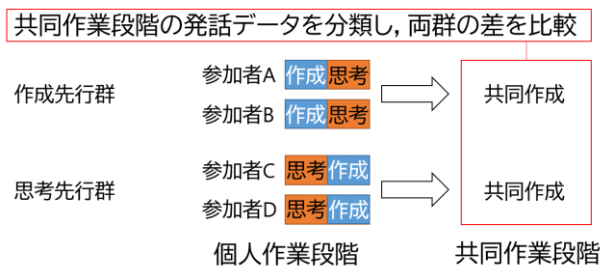 共同作業段階の発話データを分類し,両群の差を比較
作成先行群
参加者A 作成 思考
参加者B 作成 思考
共同作成
思考先行群
参加者C 思考 作成
参加者D 思考 作成
共同作成
個人作業段階
共同作業段階